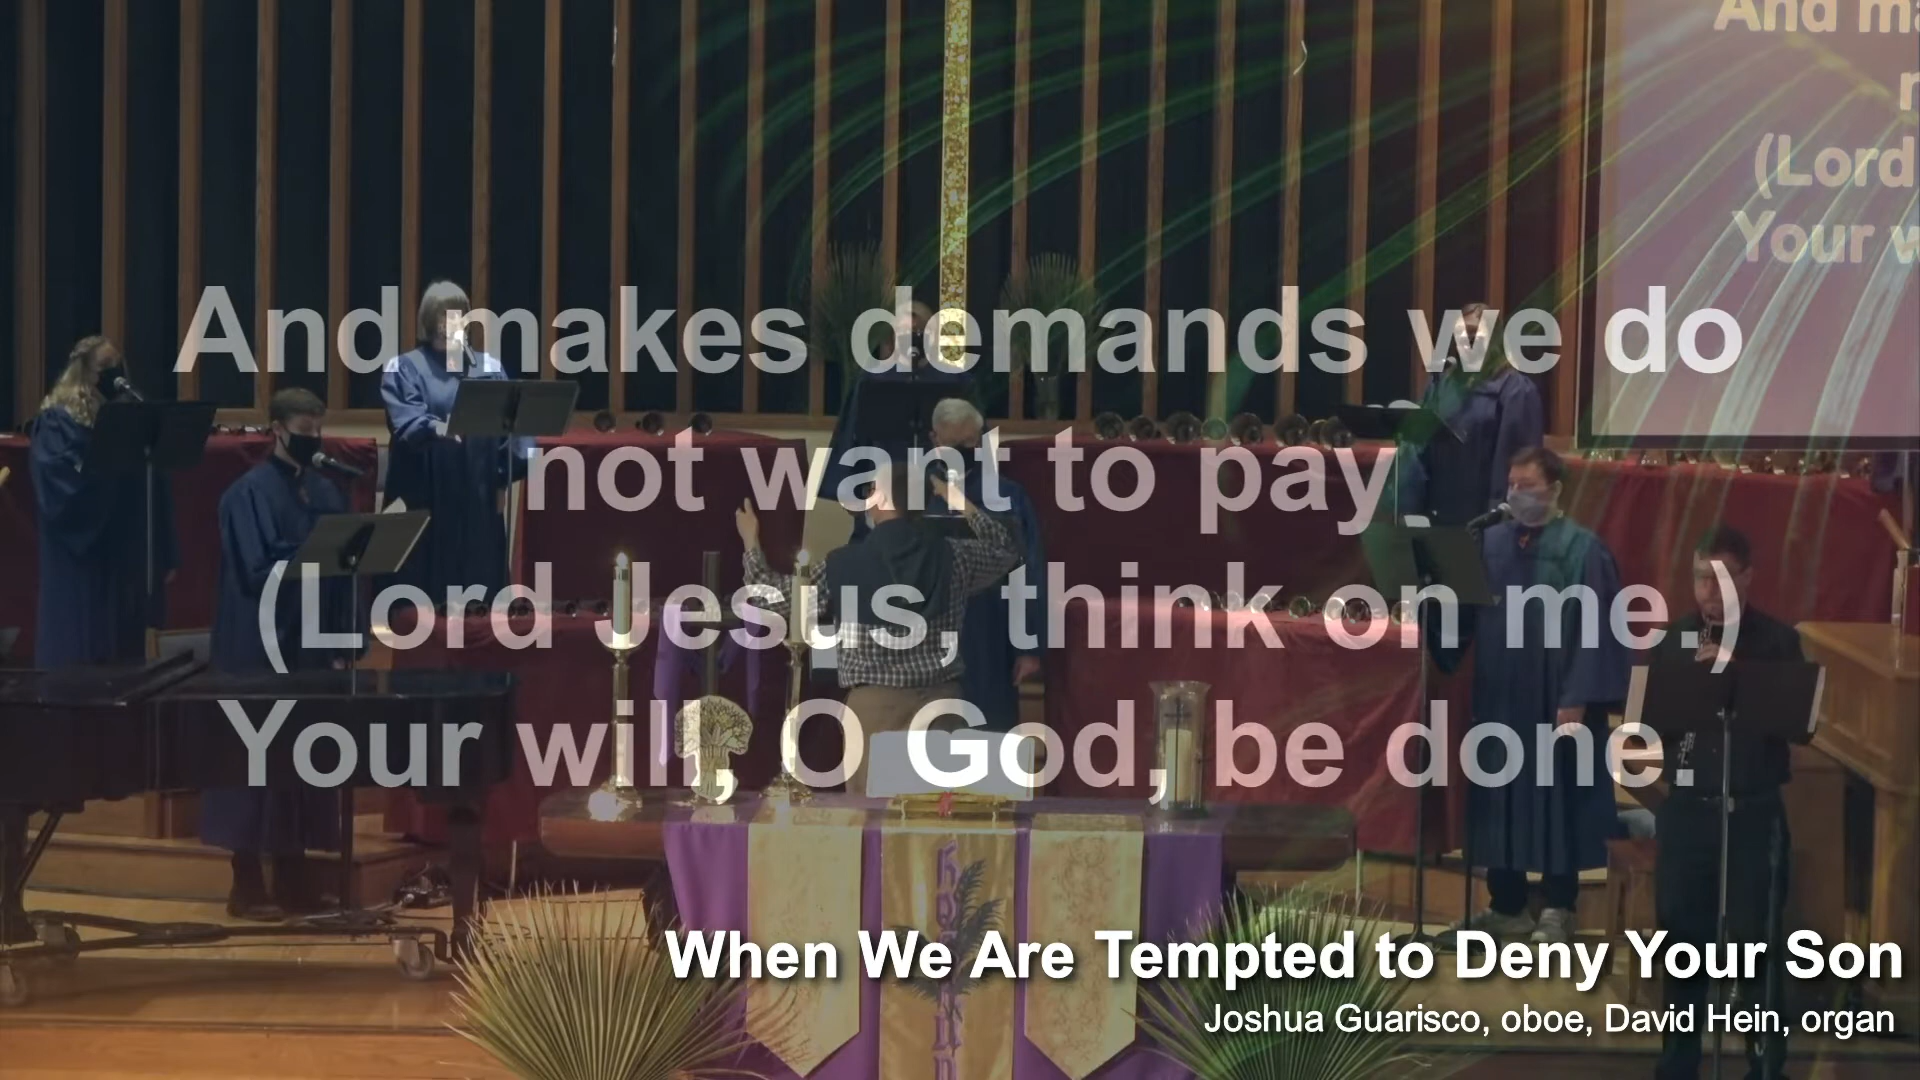 And ma
n
(Lord
Your w
And makes demands we do
not want to pay
(Lord Jesus, think on me.)
Your will, O God, be done.
When We Are Tempted to Deny Your Son
Joshua Guarisco, oboe, David Hein, organ